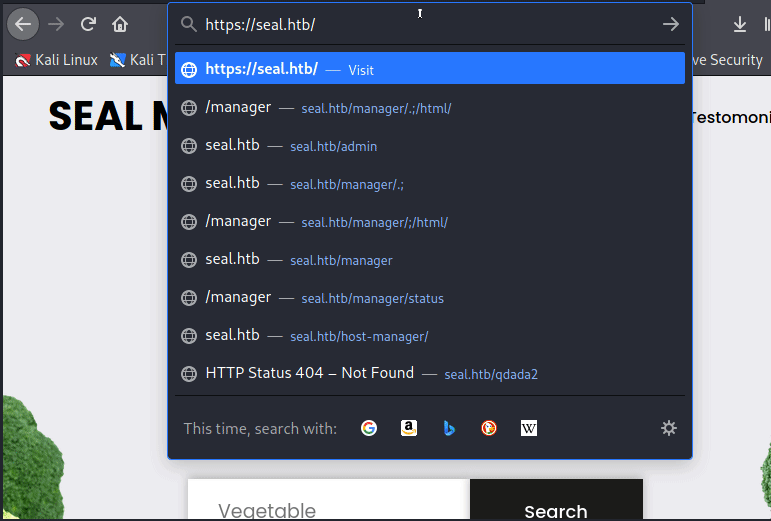 https://seal.htb/
Kali Linux Kali T ve Security
https://seal.htb/ — Visit
SEAL M
/manager — seal.htb/manager/.;/html/
Testomoni
seal.htb — seal.htb/admin
seal.htb — seal.htb/manager/.;
/manager — seal.htb/manager/;/html/
seal.htb — seal.htb/manager
/manager — seal.htb/manager/status
seal.htb — seal.htb/host-manager/
HTTP Status 404 – Not Found — seal.htb/qdada2
This time, search with: G a W
Vegetable Search